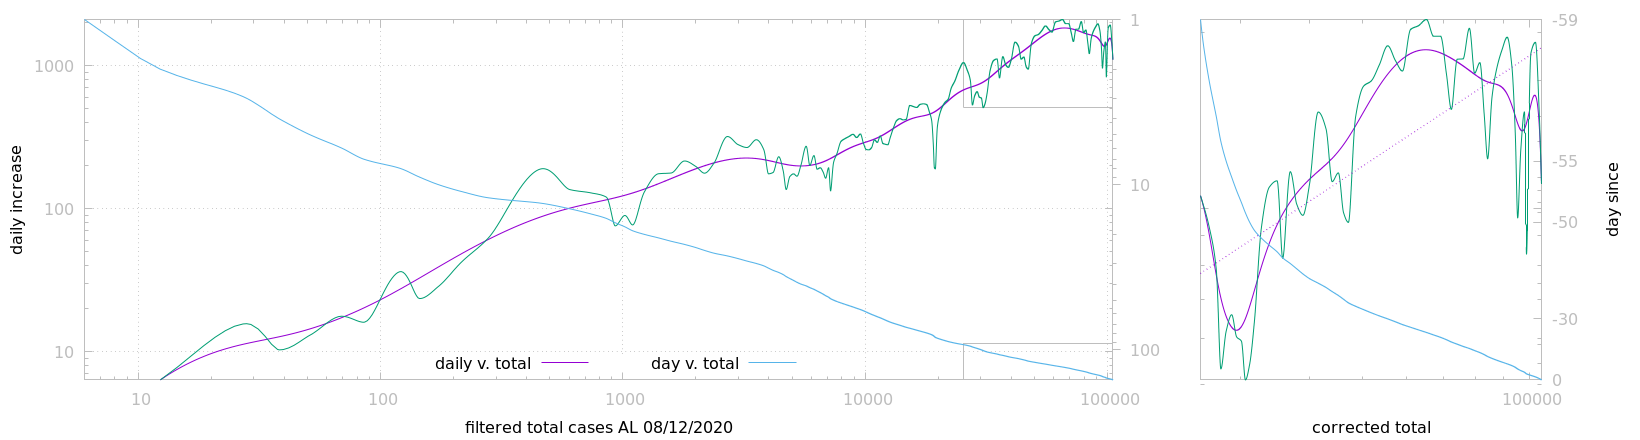 daily increase
1000
100
10
10
100
1000
10000
100000
daily v. total
day v. total
filtered total cases AL 08/12/2020
1
10
100
100000
corrected total
-59
-55
-50
-30
0
day since